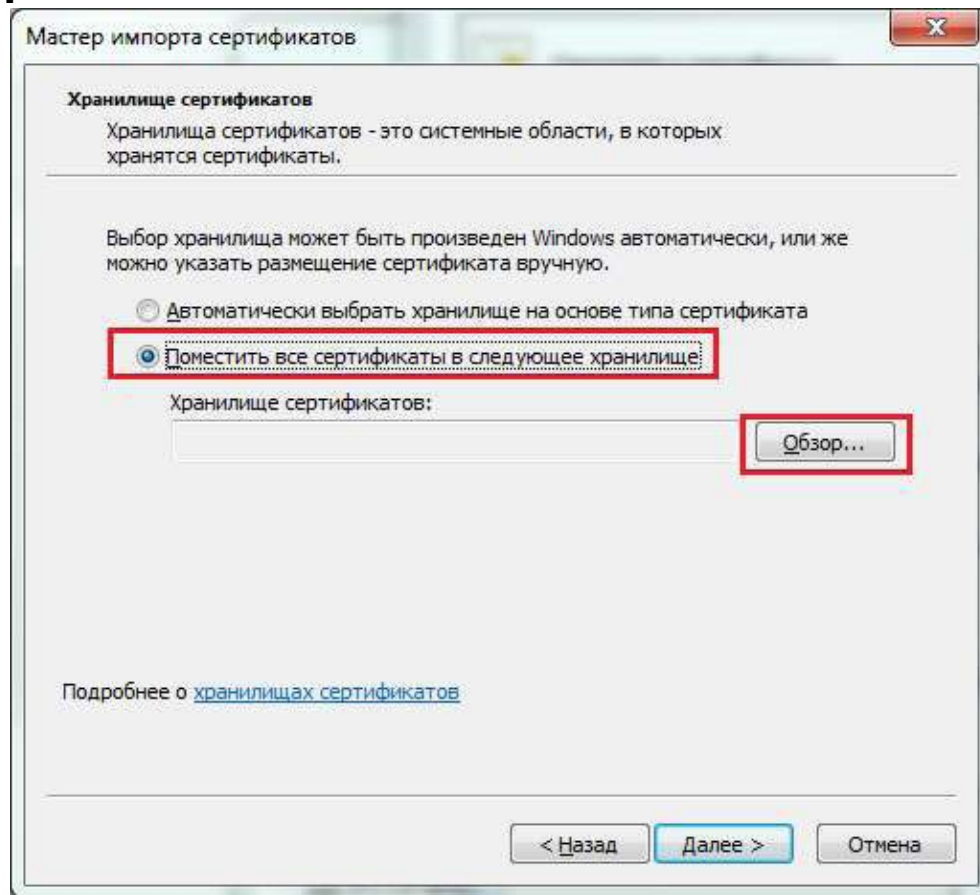 Мастер импорта сертификатов
Хранилище сертификатов
Хранилища сертификатов - это системные области, в которых
хранятся сертификаты.
Выбор хранилища может быть произведен Windows автоматически, или же
можно указать размещение сертификата вручную.
Автоматически выбрать хранилище на основе типа сертификата
Поместить все сертификаты в следующее хранилище
Хранилище сертификатов:
Обзор...
Подробнее о хранилищах сертификатов
< Назад
Далее >
Отмена